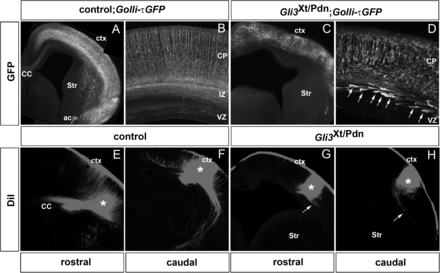 control;Golli-τGFP
Gli3Xt/Pdn;Golli-τGFP
GFP
A
ctx
CC
Str
ac
B
CP
IZ
VZ
C
ctx
Str
D
CP
VZ
control
Gli3Xt/Pdn
DiI
E
ctx
CC
*
F
ctx
*
G
ctx
*
Str
H
ctx
*
Str
rostral
caudal
rostral
caudal